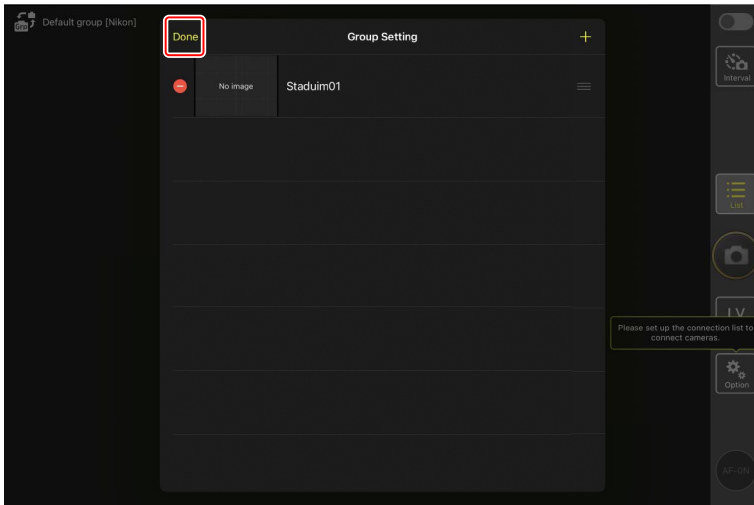 Default group [Nikon]
Done
Group Setting
+
No image
Staduim01
Interval
List
LV
Please set up the connection list to
connect cameras.
Option
AF-ON